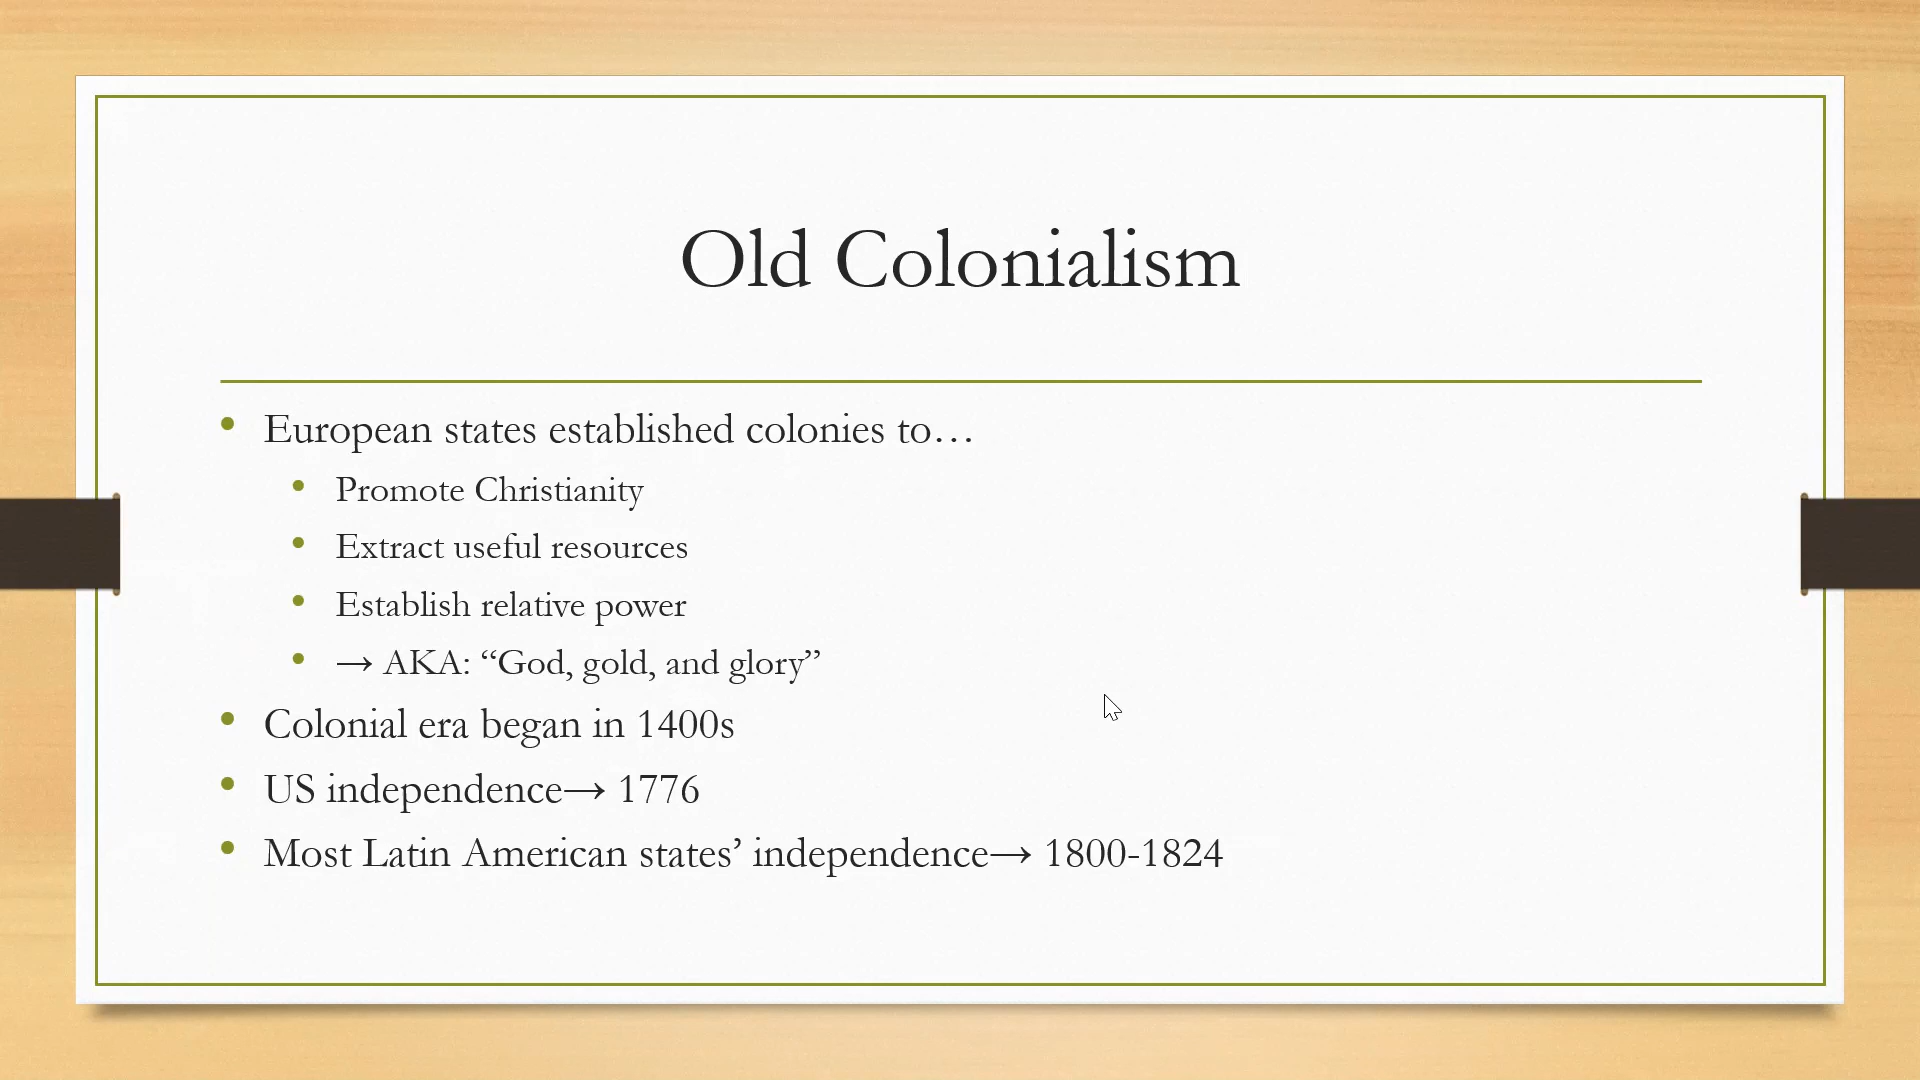 Old Colonialism
• European states established colonies to…
• Promote Christianity
• Extract useful resources
• Establish relative power
• → AKA: “God, gold, and glory”
• Colonial era began in 1400s
• US independence→ 1776
• Most Latin American states’ independence→ 1800-1824